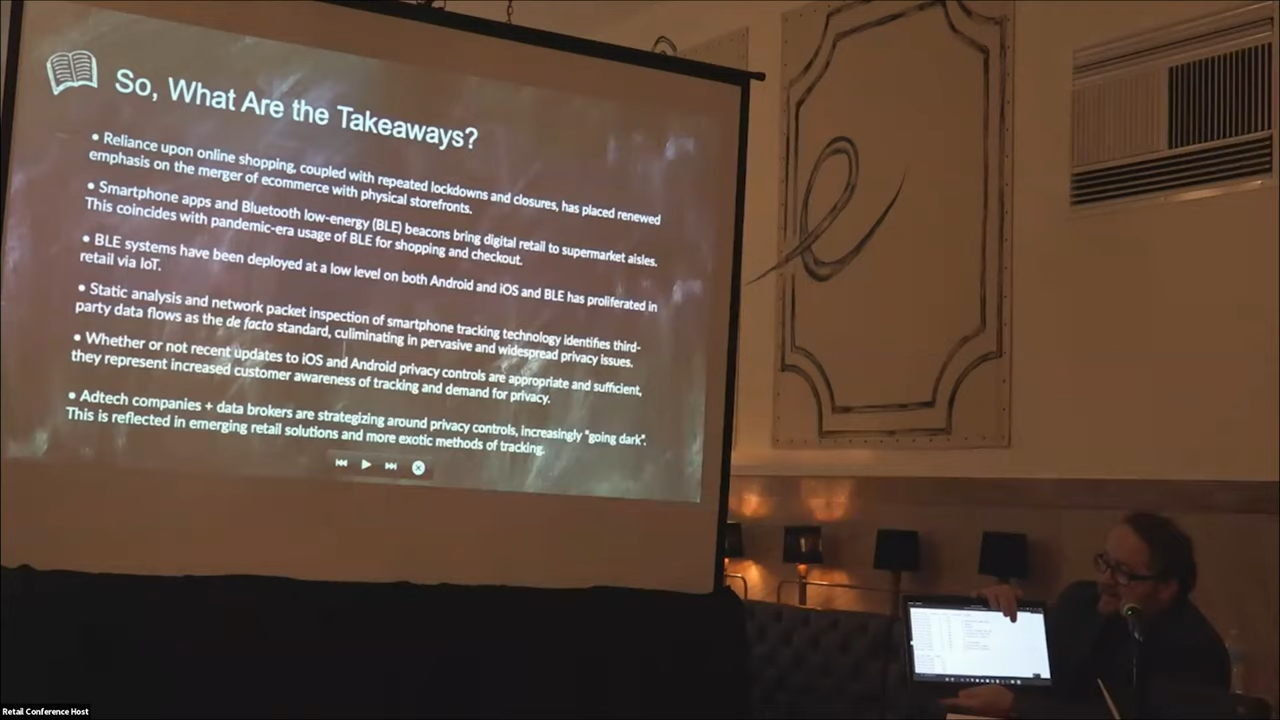 So, What Are the Takeaways?
• Reliance upon online shopping, coupled with repeated lockdowns and closures, has placed renewed
emphasis on the merger of ecommerce with physical storefronts.
• Smartphone apps and Bluetooth low-energy (BLE) beacons bring digital retail to supermarket aisles.
This coincides with pandemic-era usage of BLE for shopping and checkout.
• BLE systems have been deployed at a low level on both Android and iOS and BLE has proliferated in
retail via IoT.
• Static analysis and network packet inspection of smartphone tracking technology identifies third-
party data flows as the de facto standard, culiminating in pervasive and widespread privacy issues.
• Whether or not recent updates to iOS and Android privacy controls are appropriate and sufficient,
they represent increased customer awareness of tracking and demand for privacy.
• Adtech companies + data brokers are strategizing around privacy controls, increasingly "going dark".
This is reflected in emerging retail solutions and more exotic methods of tracking.
e
Retail Conference Host